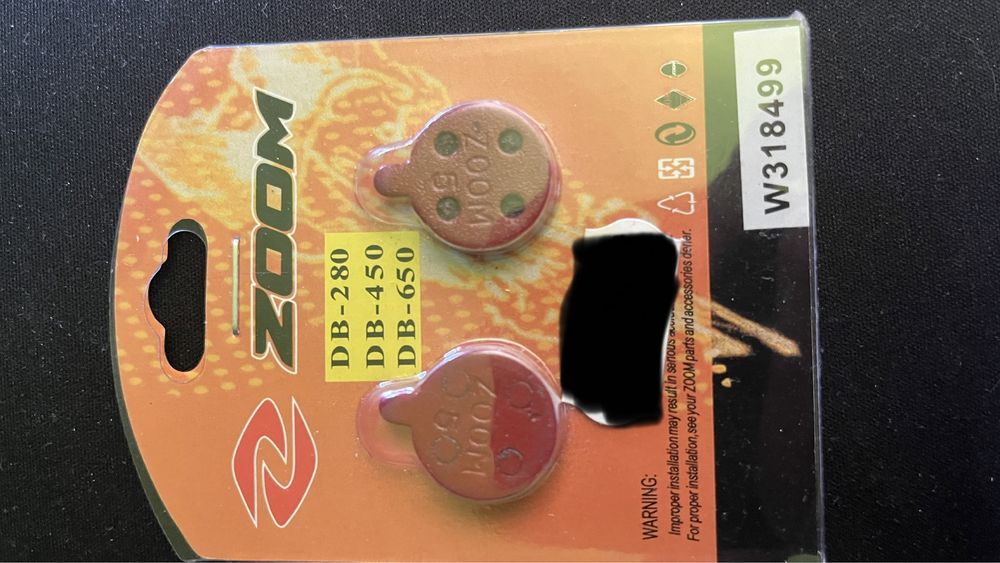 ZOOM
DB-280
DB-450
DB-650
ZOOM
ZOOM
WARNING:
Improper installation may result in serious
For proper installation, see your ZOOM parts and accessories derlar.
W318499